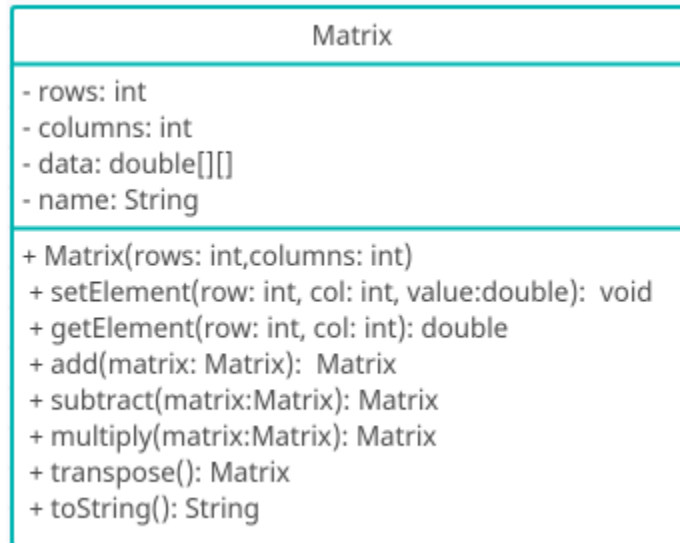 Matrix
- rows: int
- columns: int
- data: double[][]
- name: String
+ Matrix(rows: int,columns: int)
+ setElement(row: int, col: int, value:double):  void
+ getElement(row: int, col: int): double
+ add(matrix: Matrix):  Matrix
+ subtract(matrix:Matrix): Matrix
+ multiply(matrix:Matrix): Matrix
+ transpose(): Matrix
+ toString(): String